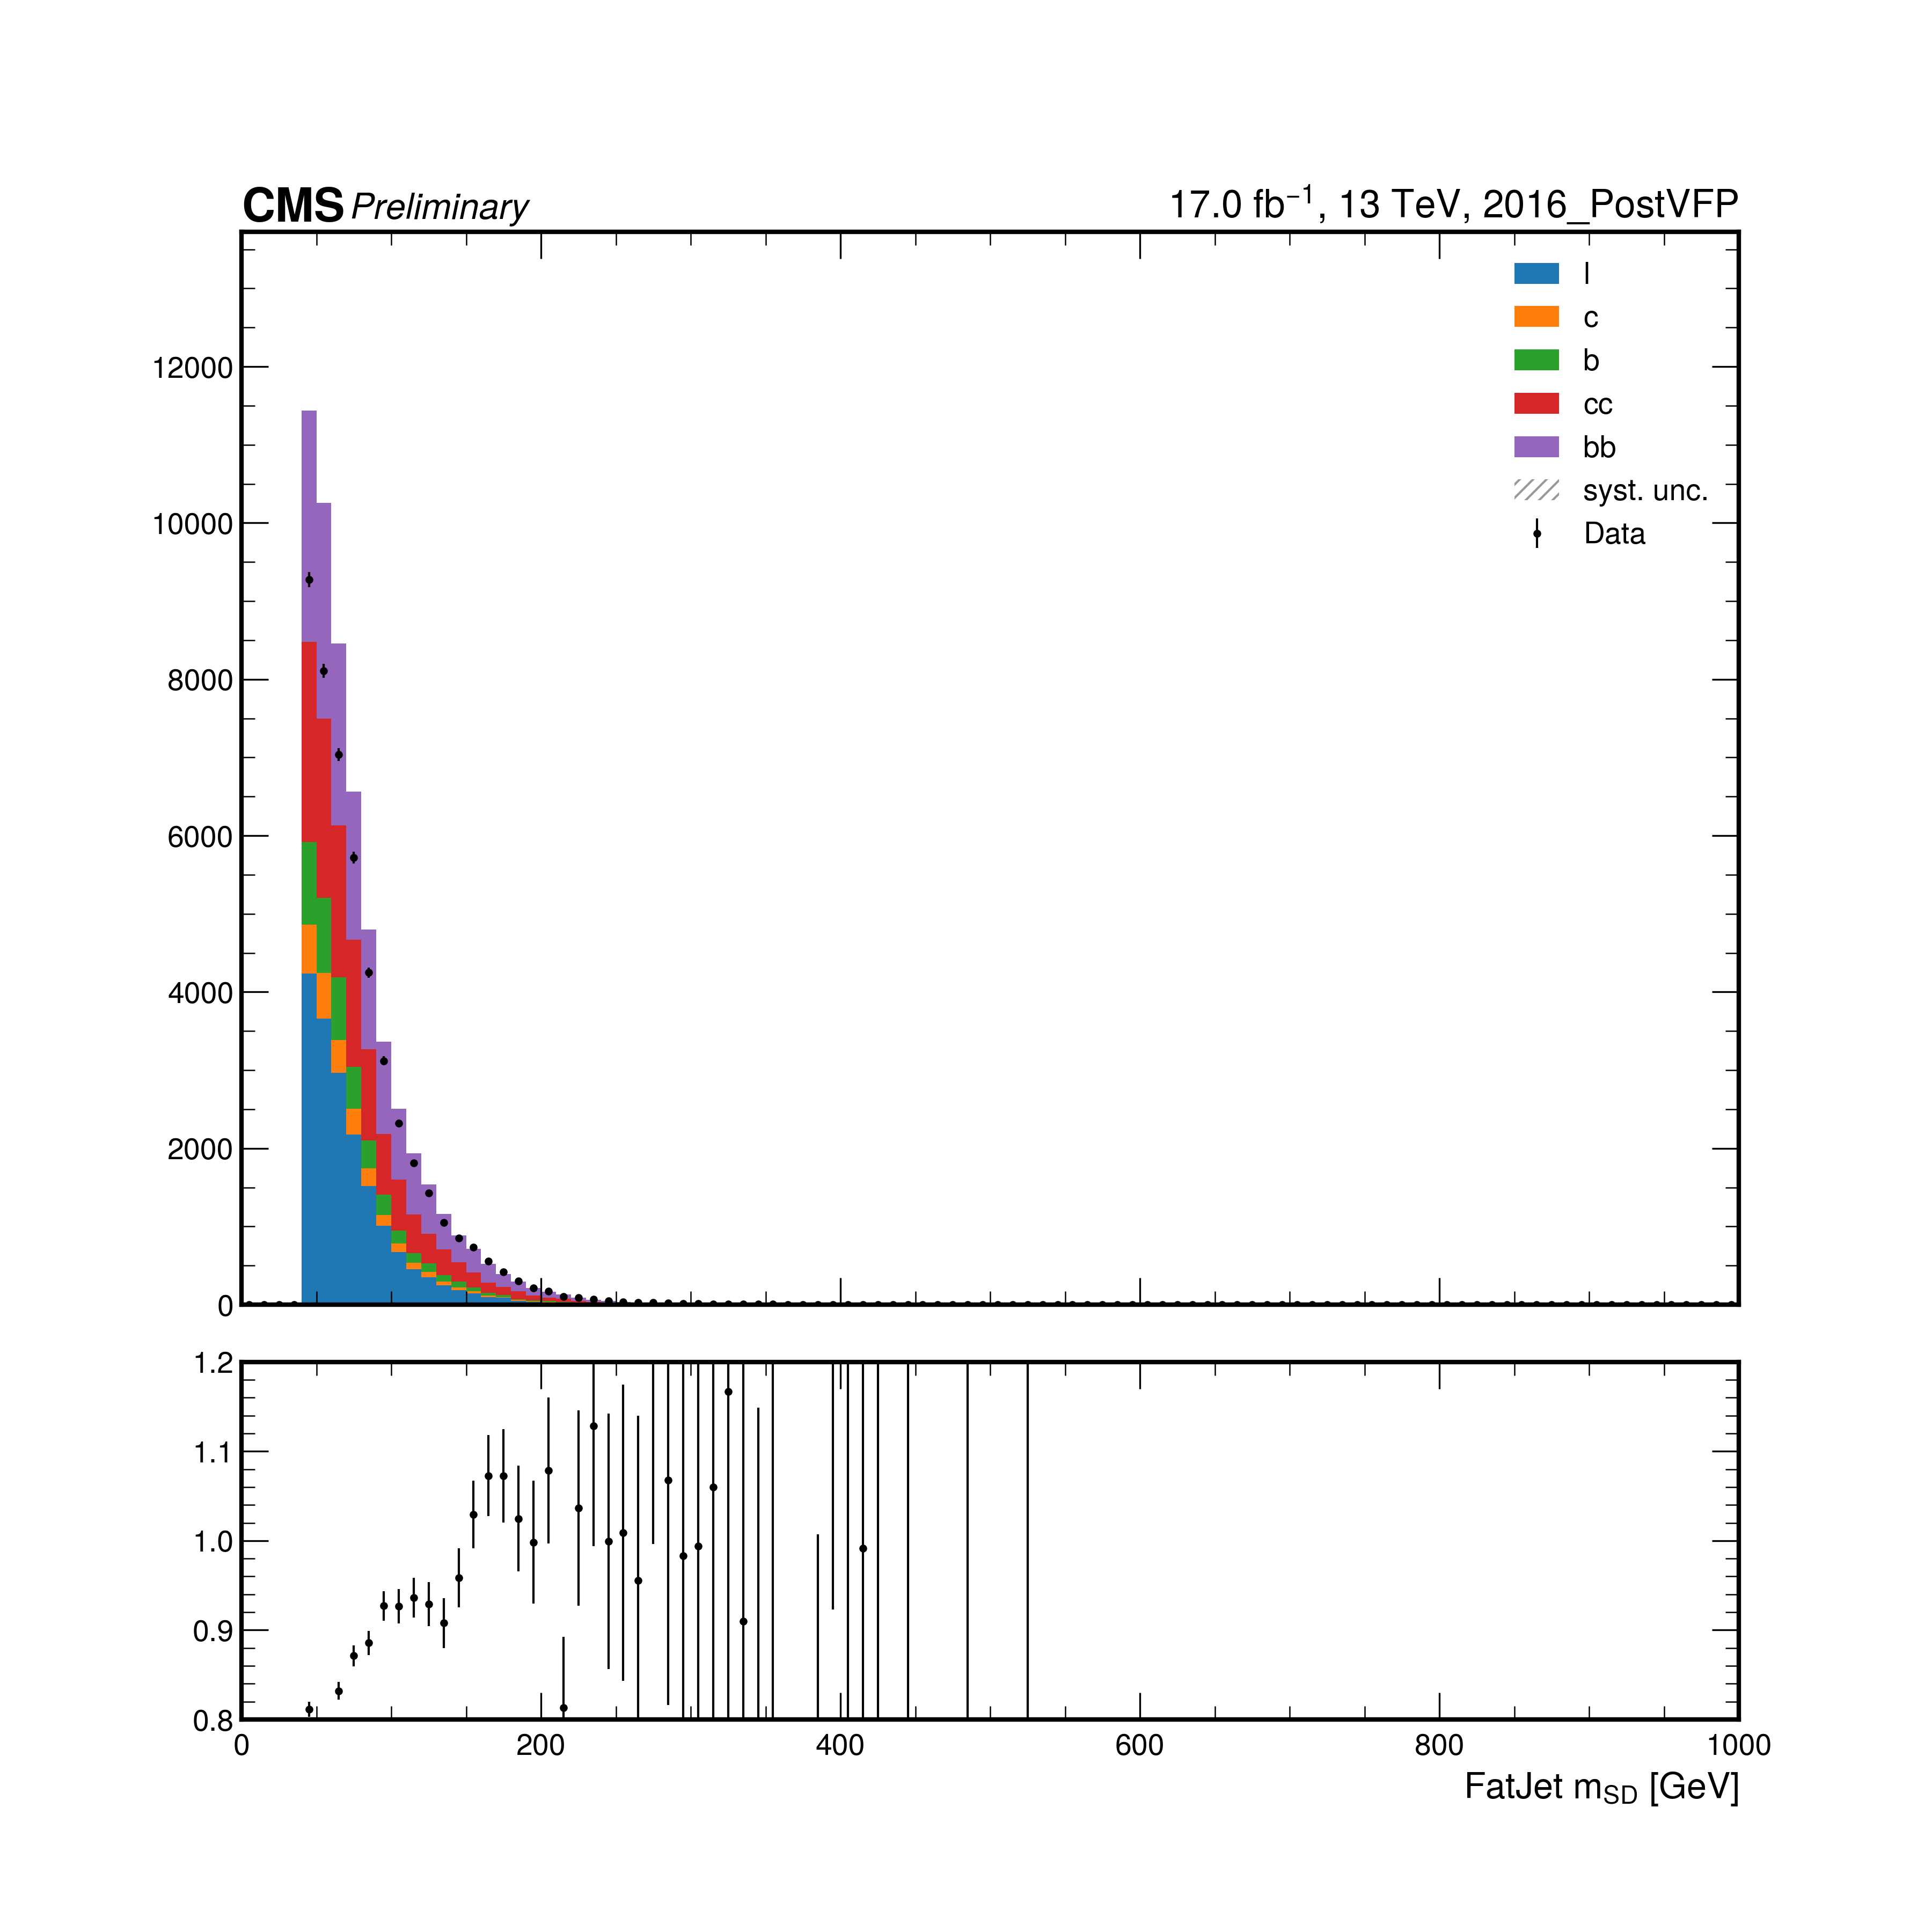 CMS Preliminary
17.0 fb⁻¹, 13 TeV, 2016_PostVFP
l
c
b
cc
bb
syst. unc.
Data
12000
10000
8000
6000
4000
2000
0
1.2
1.1
1.0
0.9
0.8
0 200 400 600 800 1000
FatJet m_SD [GeV]